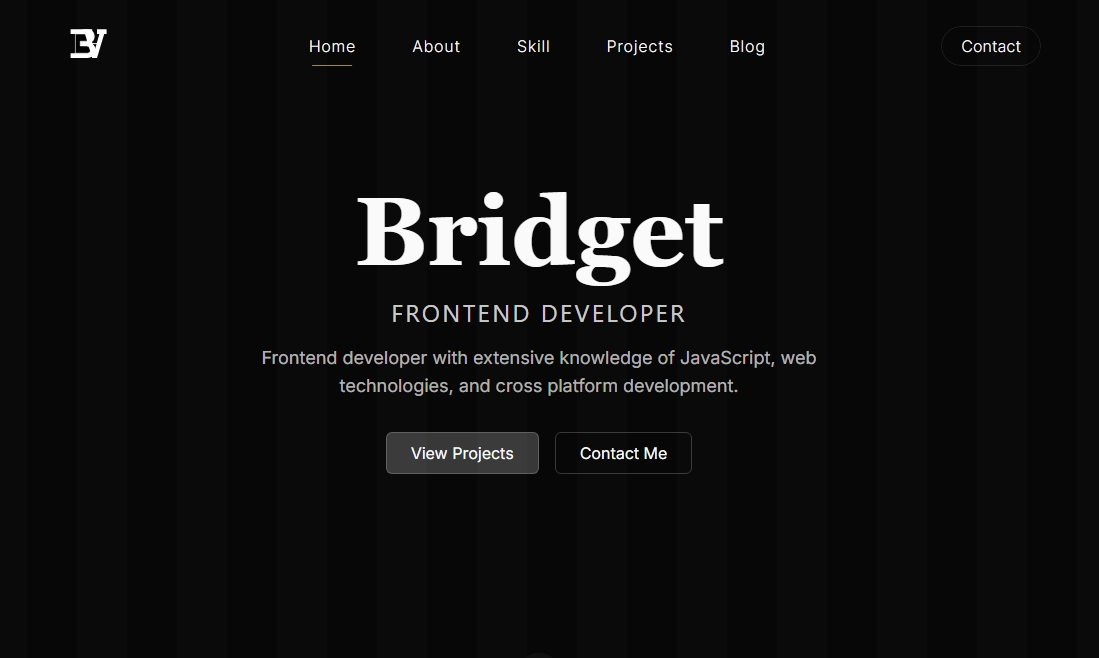 BV
Home About Skill Projects Blog Contact
Bridget
FRONTEND DEVELOPER
Frontend developer with extensive knowledge of JavaScript, web
technologies, and cross platform development.
View Projects Contact Me